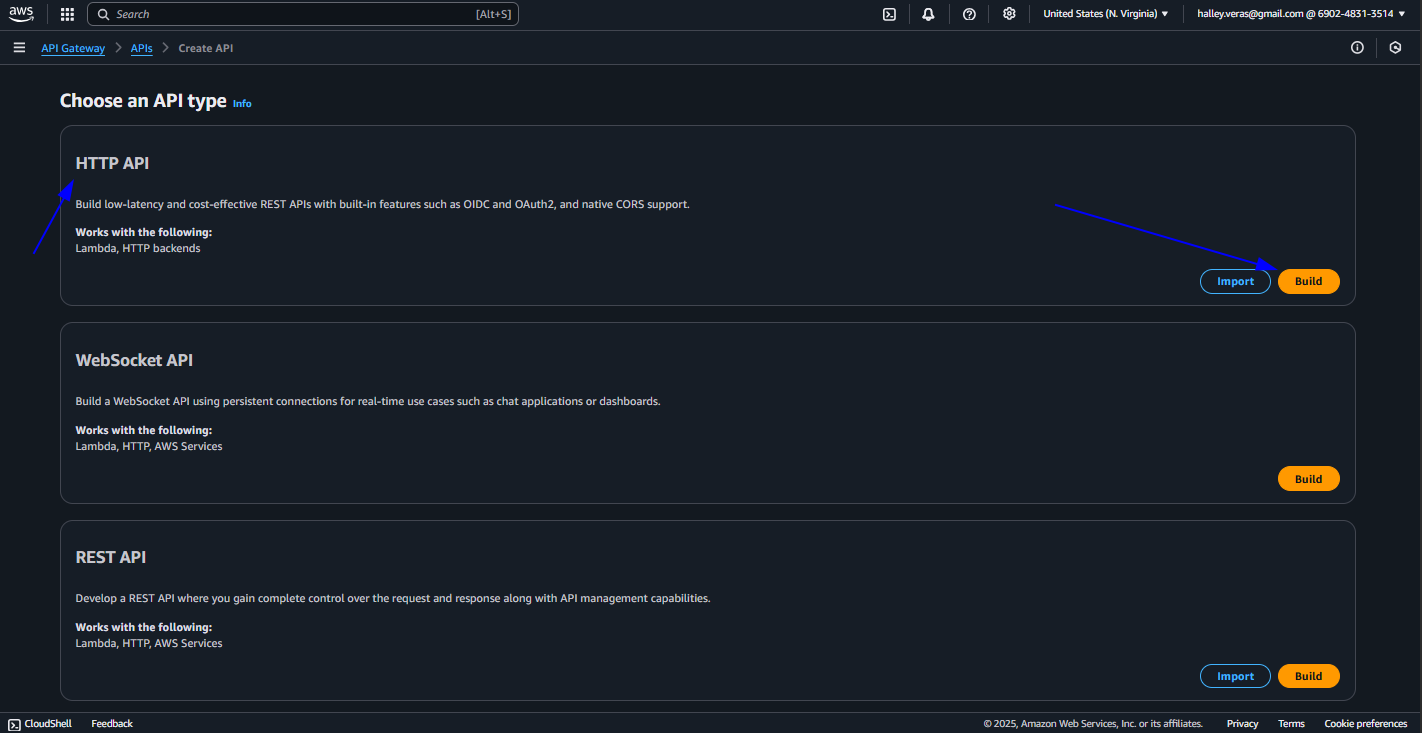 aws
Search [Alt+S]
United States (N. Virginia)
halley.veras@gmail.com @ 6902-4831-3514
API Gateway > APIs > Create API
Choose an API type Info
HTTP API
Build low-latency and cost-effective REST APIs with built-in features such as OIDC and OAuth2, and native CORS support.
Works with the following:
Lambda, HTTP backends
Import Build
WebSocket API
Build a WebSocket API using persistent connections for real-time use cases such as chat applications or dashboards.
Works with the following:
Lambda, HTTP, AWS Services
Build
REST API
Develop a REST API where you gain complete control over the request and response along with API management capabilities.
Works with the following:
Lambda, HTTP, AWS Services
Import Build
CloudShell Feedback © 2025, Amazon Web Services, Inc. or its affiliates. Privacy Terms Cookie preferences